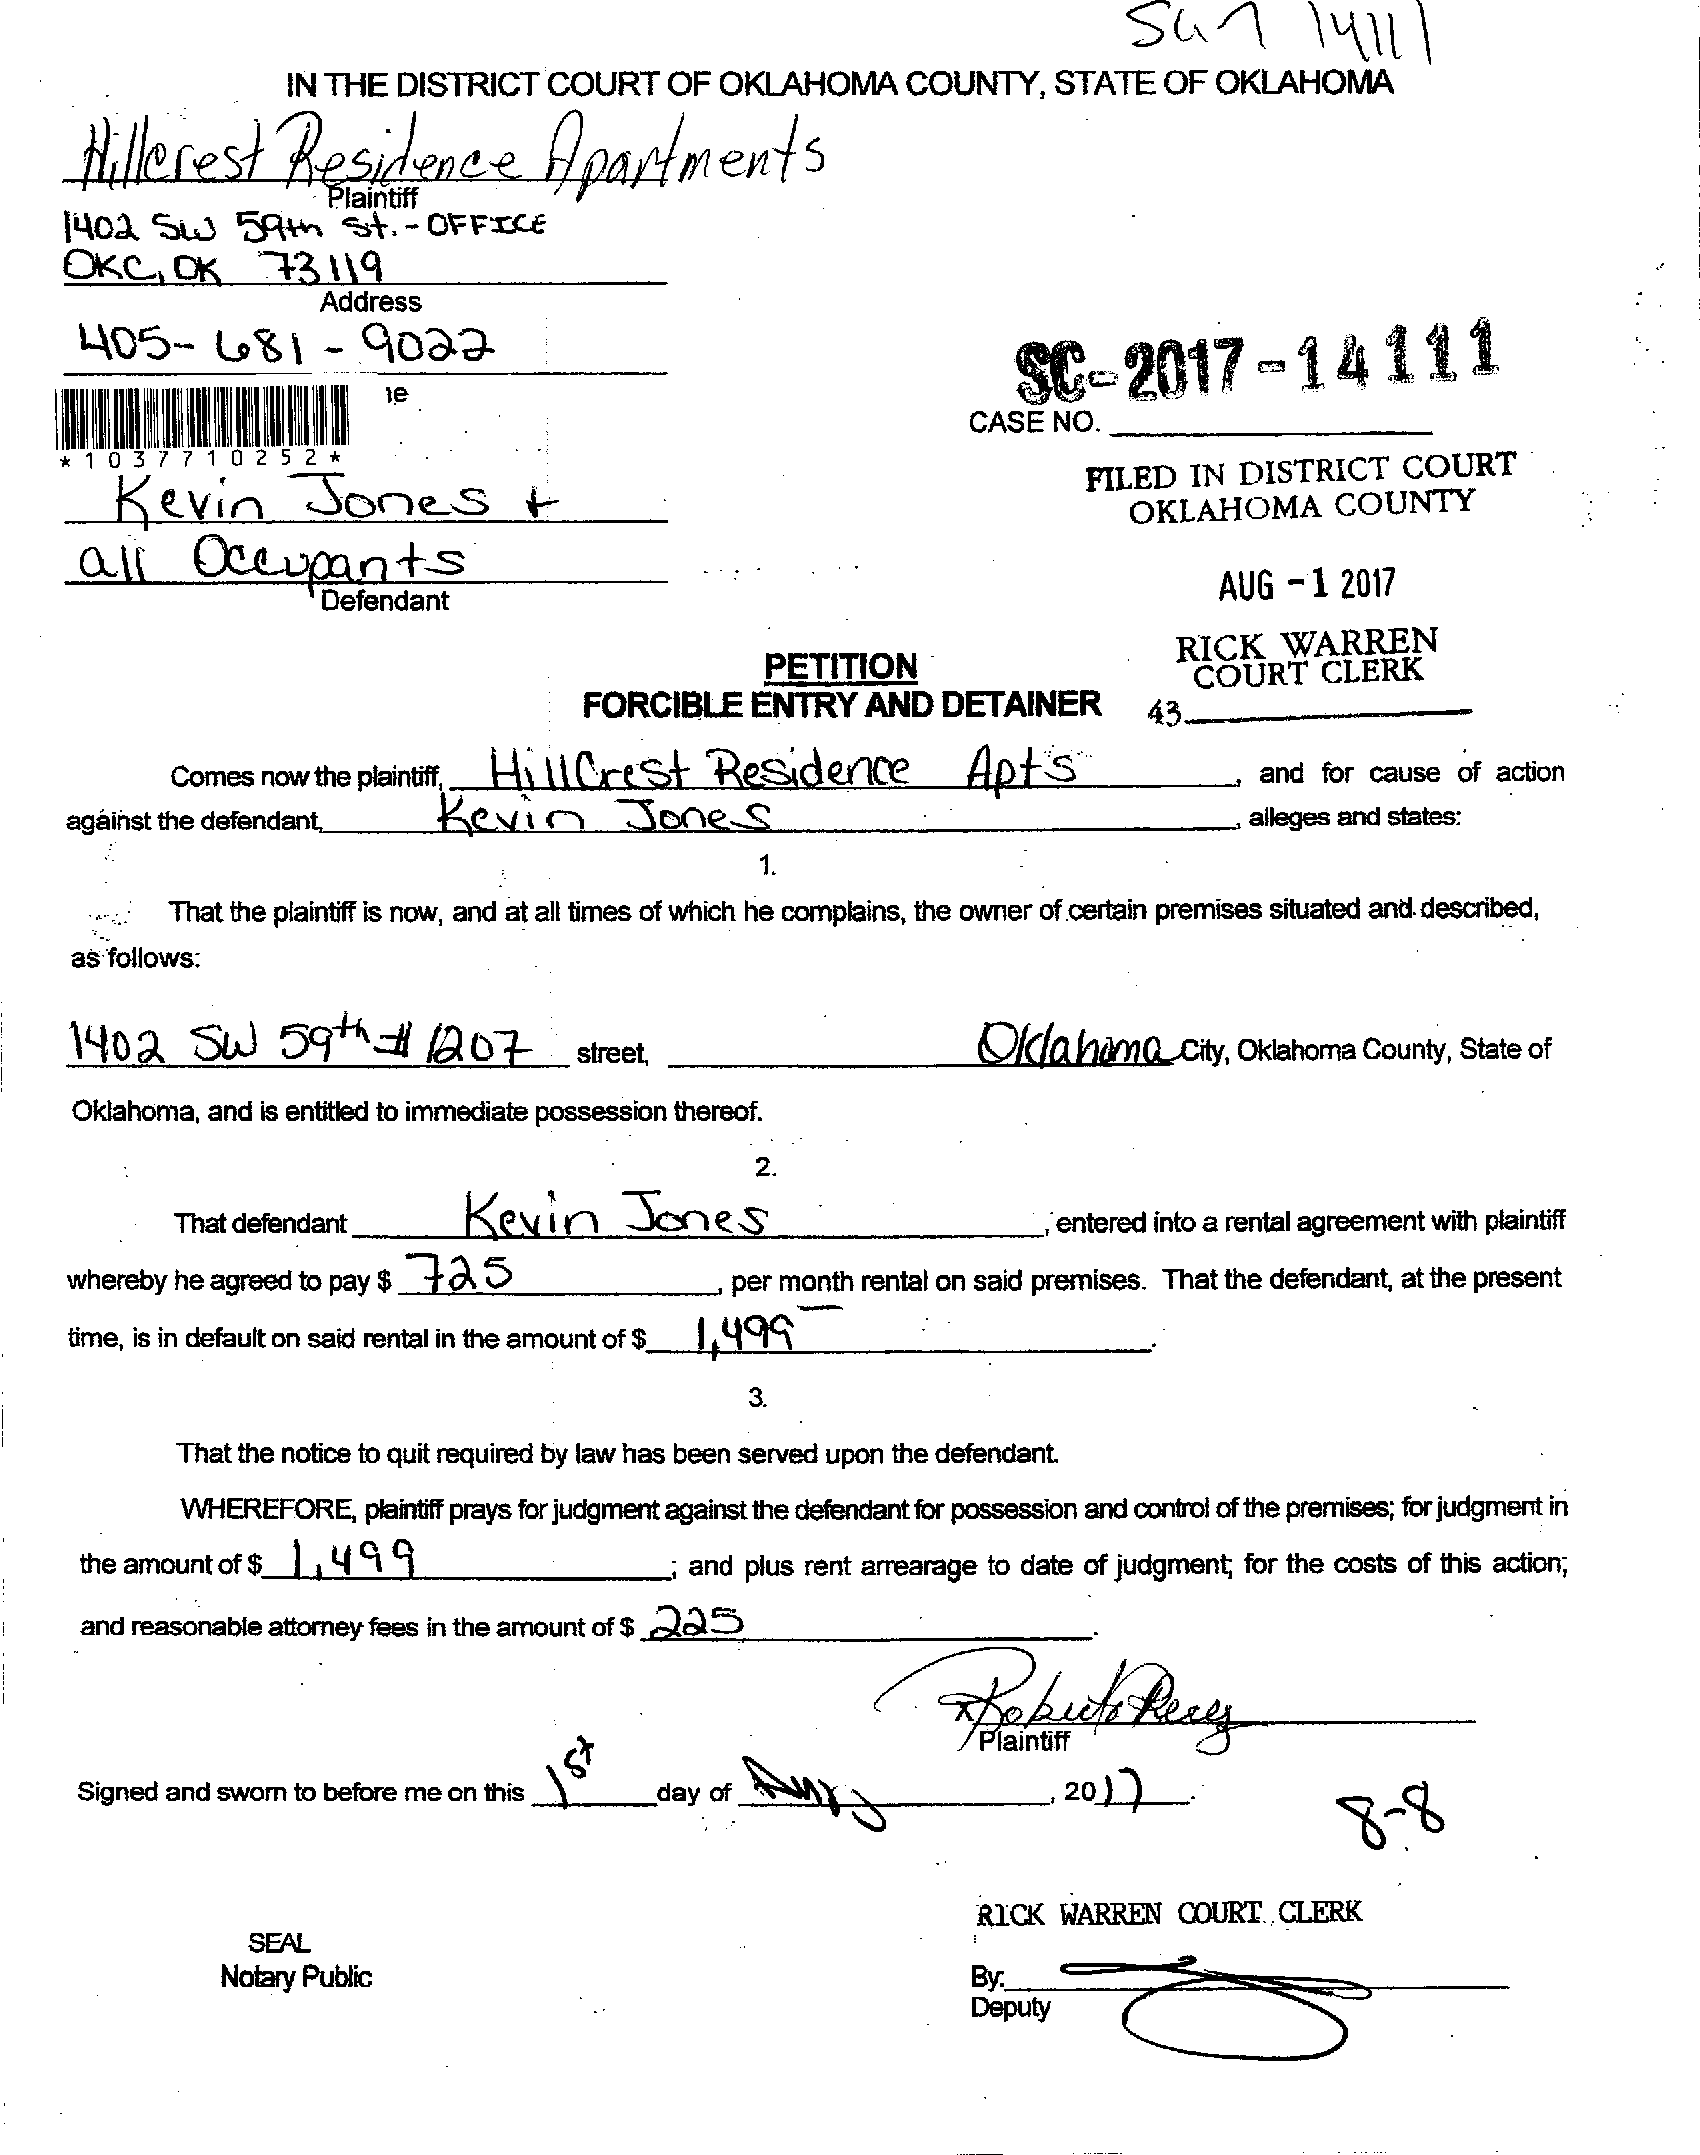 IN THE DISTRICT COURT OF OKLAHOMA COUNTY, STATE OF OKLAHOMA
Hillcrest Residence Apartments
Plaintiff
1402 SW 59th St. - OFFICE
OKC, OK 73119
Address
405-681-9022
SC-2017-14111
CASE NO.
*1037710252*
FILED IN DISTRICT COURT
OKLAHOMA COUNTY
Kevin Jones +
all Occupants
Defendant
AUG -1 2017
RICK WARREN
COURT CLERK
43
PETITION
FORCIBLE ENTRY AND DETAINER
Comes now the plaintiff, HillCrest Residence Apt's, and for cause of action
against the defendant, Kevin Jones, alleges and states:
1.
That the plaintiff is now, and at all times of which he complains, the owner of certain premises situated and described,
as follows:
1402 SW 59th # 1207 street, Oklahoma City, Oklahoma County, State of
Oklahoma, and is entitled to immediate possession thereof.
2.
That defendant Kevin Jones, entered into a rental agreement with plaintiff
whereby he agreed to pay $ 725, per month rental on said premises. That the defendant, at the present
time, is in default on said rental in the amount of $ 1,499.
3.
That the notice to quit required by law has been served upon the defendant.
WHEREFORE, plaintiff prays for judgment against the defendant for possession and control of the premises; for judgment in
the amount of $ 1,499; and plus rent arrearage to date of judgment; for the costs of this action;
and reasonable attorney fees in the amount of $ 225.
Plaintiff
Signed and sworn to before me on this 1st day of Aug, 2017.
8-8
RICK WARREN COURT CLERK
SEAL
Notary Public
By:
Deputy